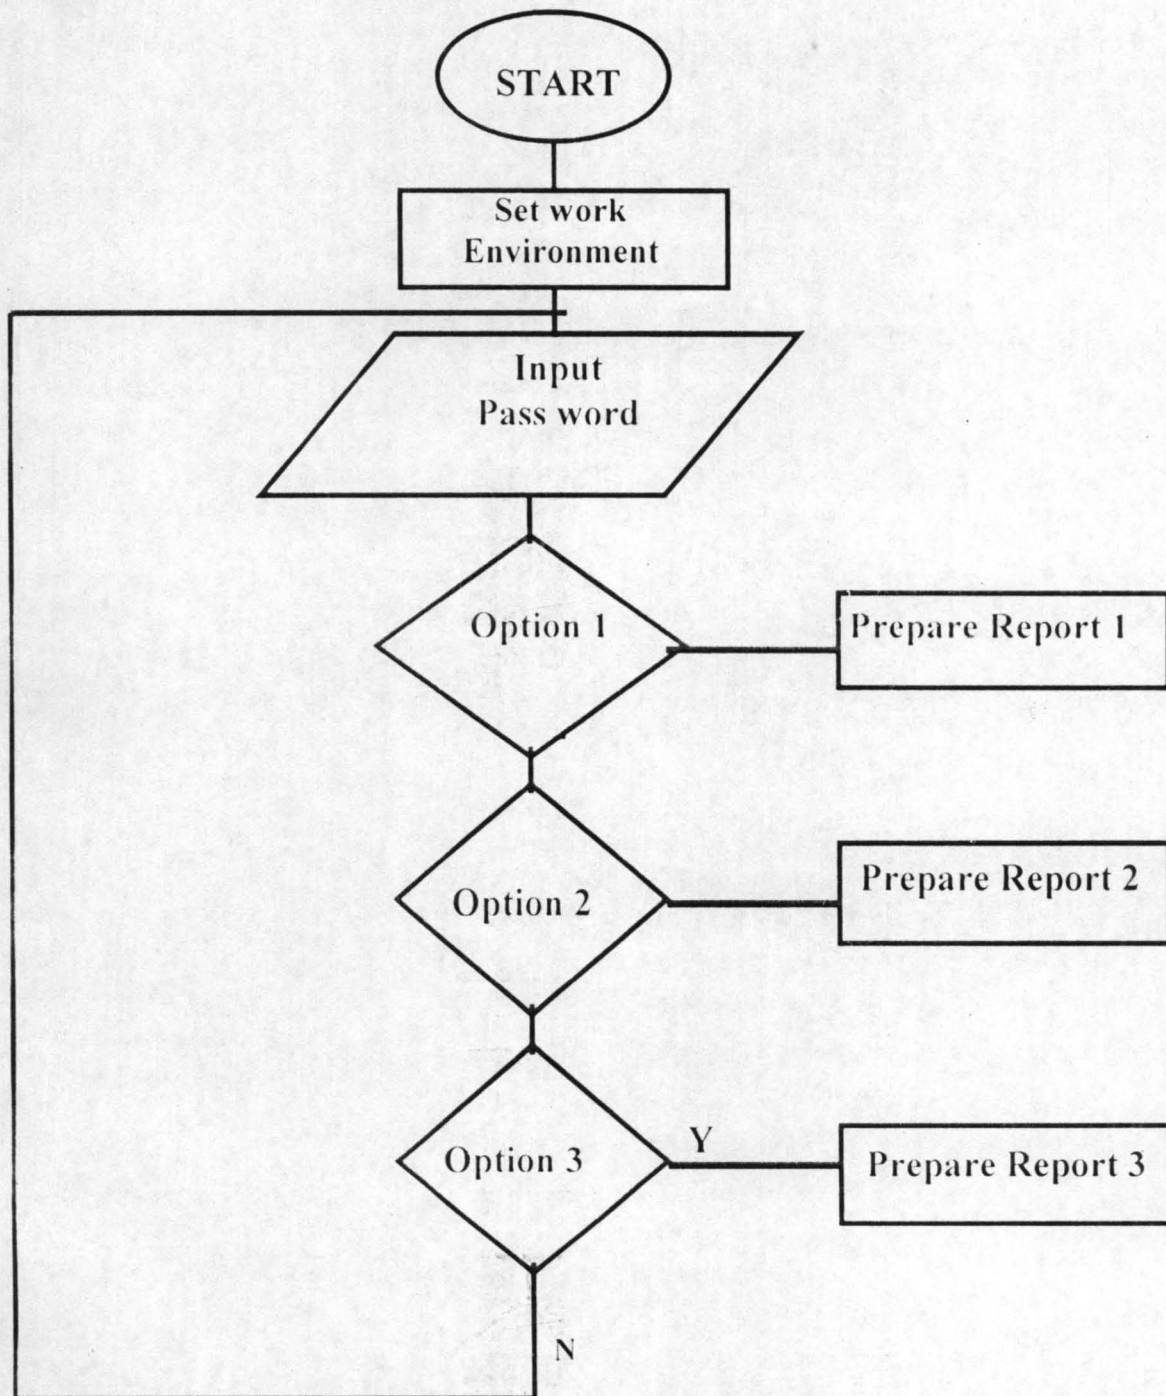 START
Set work
Environment
Input
Pass word
Option 1
Prepare Report 1
Option 2
Prepare Report 2
Option 3
Y
Prepare Report 3
N